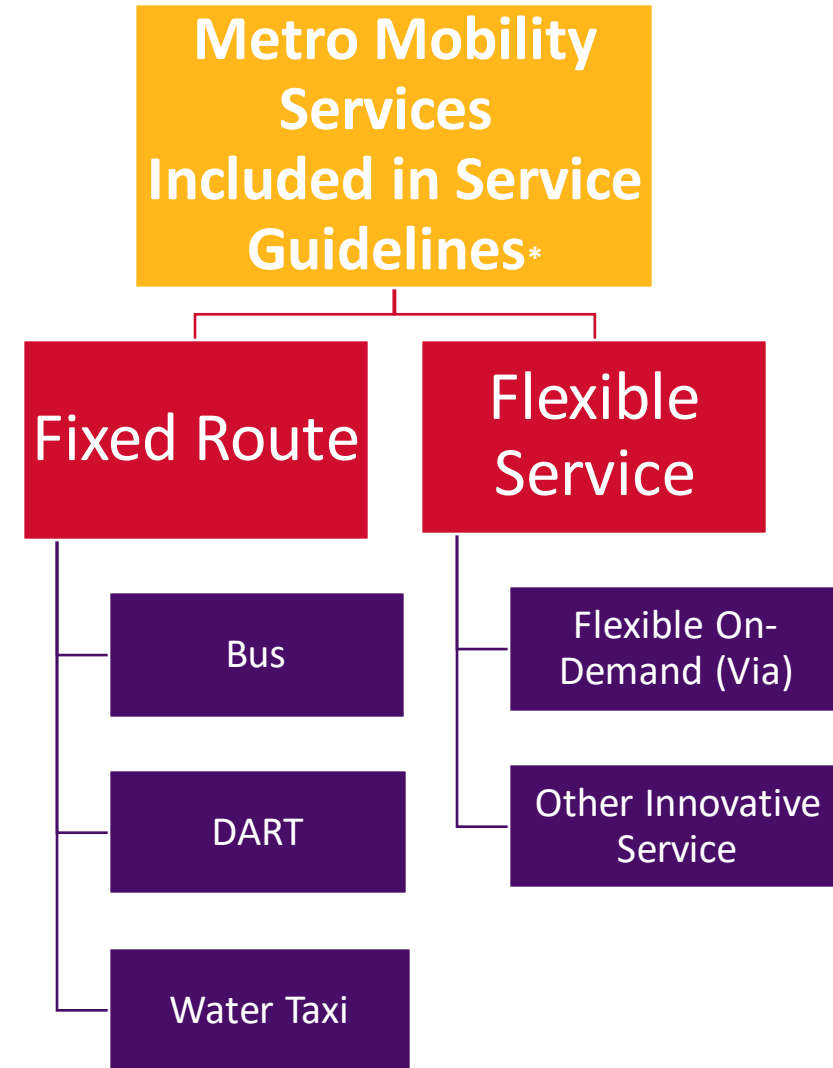 Metro Mobility
Services
Included in Service
Guidelines*
Fixed Route
Bus
DART
Water Taxi
Flexible
Service
Flexible On-
Demand (Via)
Other Innovative
Service